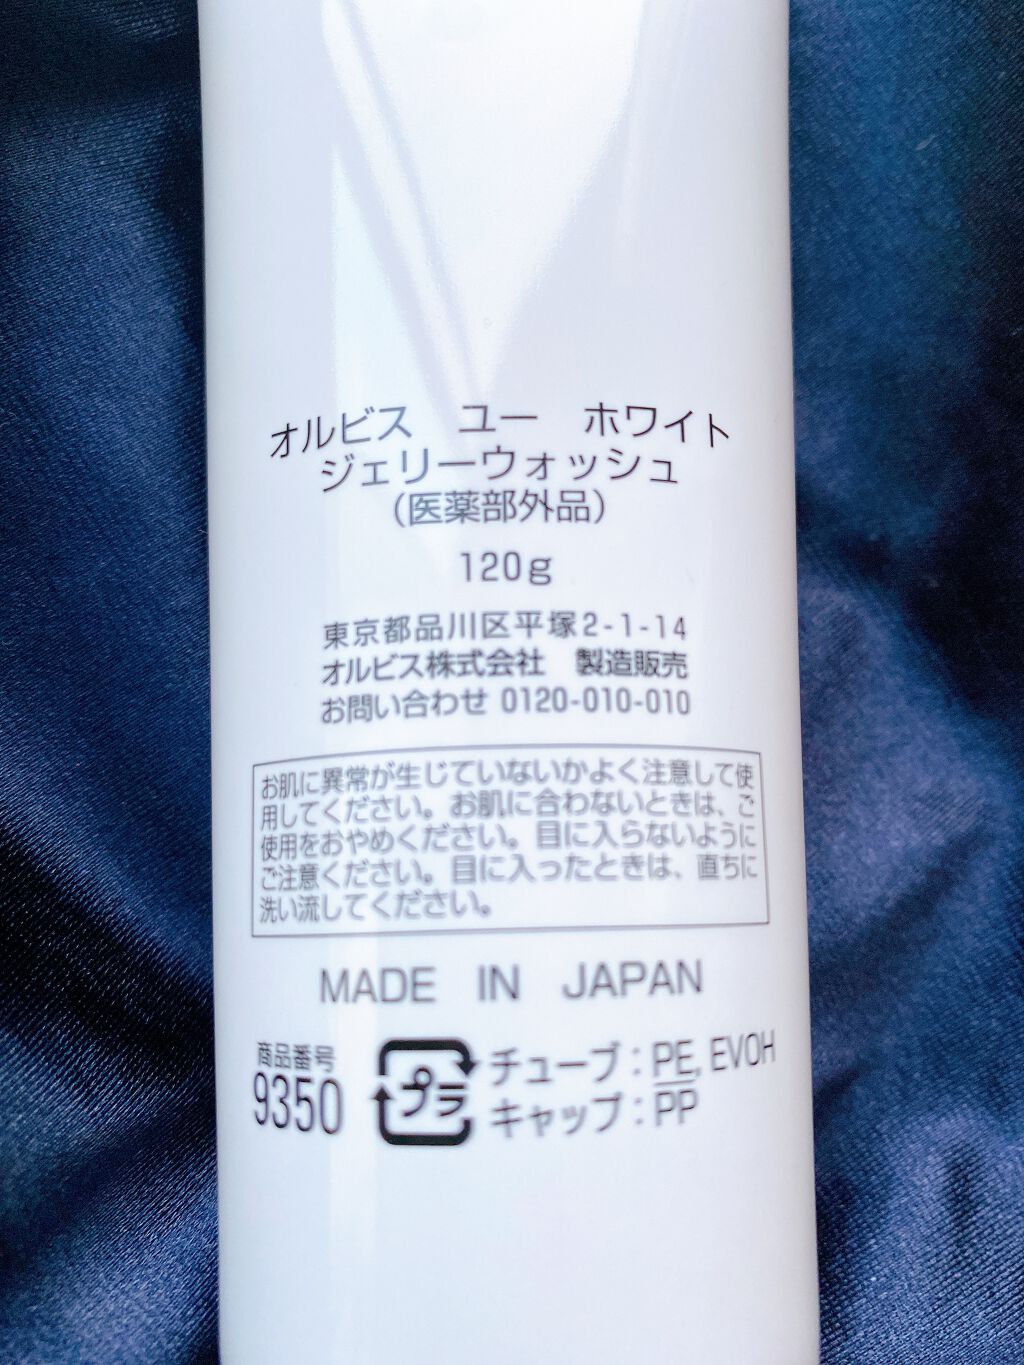 オルビス　ユー　ホワイト
ジェリーウォッシュ
（医薬部外品）
120g
東京都品川区平塚2-1-14
オルビス株式会社　製造販売
お問い合わせ 0120-010-010
お肌に異常が生じていないかよく注意して使
用してください。お肌に合わないときは、ご
使用をおやめください。目に入らないように
ご注意ください。目に入ったときは、直ちに
洗い流してください。
MADE IN JAPAN
商品番号
9350
プラ
チューブ：PE, EVOH
キャップ：PP